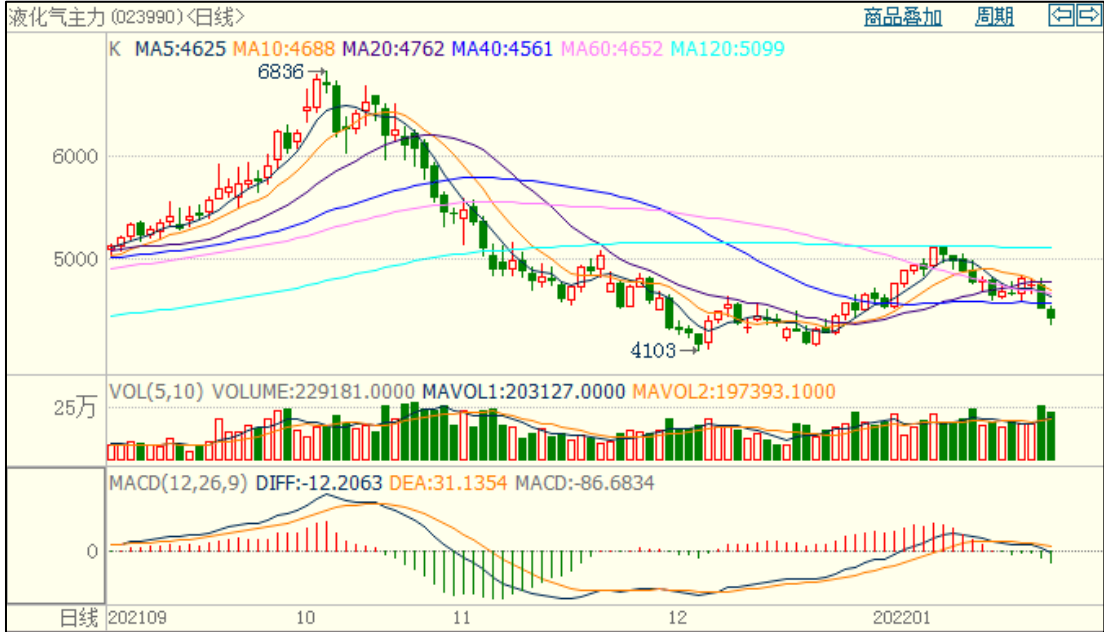 液化气主力(023990)<日线> 商品叠加 周期
K MA5:4625 MA10:4688 MA20:4762 MA40:4561 MA60:4652 MA120:5099
6836
6000
5000
4103
VOL(5,10) VOLUME:229181.0000 MAVOL1:203127.0000 MAVOL2:197393.1000
25万
MACD(12,26,9) DIFF:-12.2063 DEA:31.1354 MACD:-86.6834
0
日线 202109 10 11 12 202201